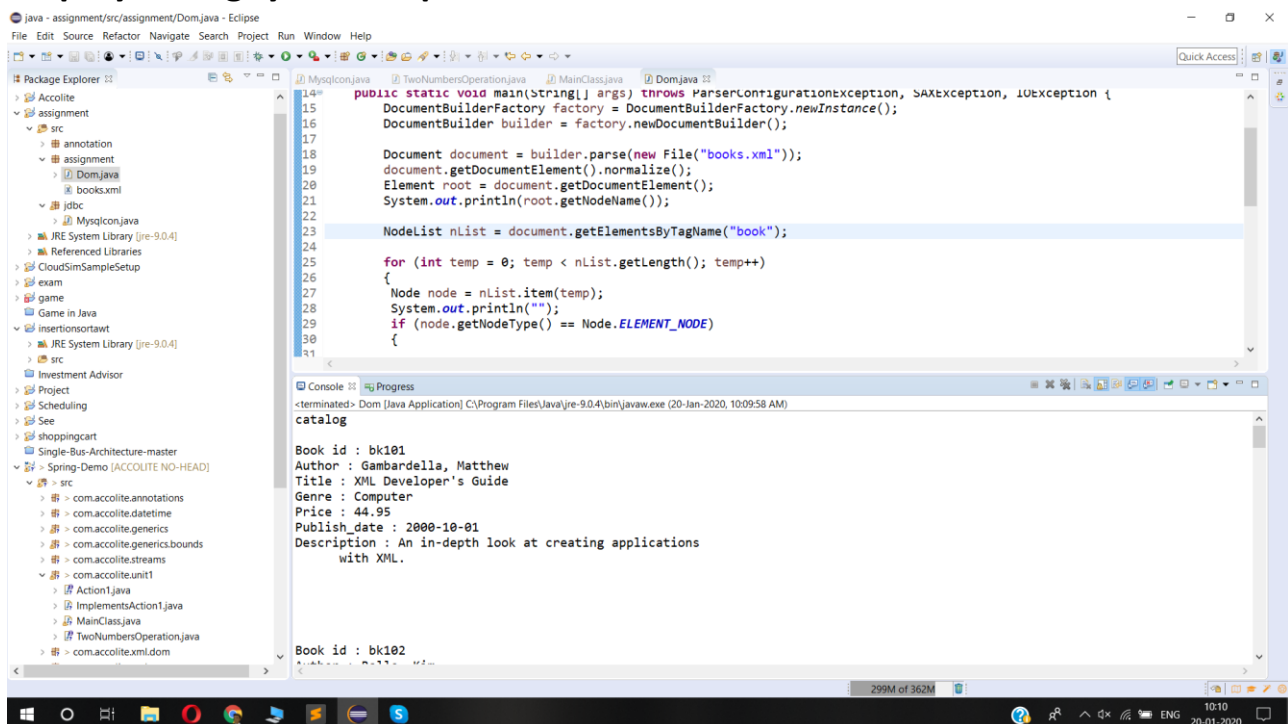 java - assignment/src/assignment/Dom.java - Eclipse
File Edit Source Refactor Navigate Search Project Run Window Help
Quick Access
Package Explorer
Accolite
assignment
src
annotation
assignment
Dom.java
books.xml
jdbc
Mysqlcon.java
JRE System Library [jre-9.0.4]
Referenced Libraries
CloudSimSampleSetup
exam
game
Game in Java
insertionsortawt
JRE System Library [jre-9.0.4]
src
Investment Advisor
Project
Scheduling
See
shoppingcart
Single-Bus-Architecture-master
> Spring-Demo [ACCOLITE NO-HEAD]
> src
> com.accolite.annotations
> com.accolite.datetime
> com.accolite.generics
> com.accolite.generics.bounds
> com.accolite.streams
> com.accolite.unit1
Action1.java
ImplementsAction1.java
MainClass.java
TwoNumbersOperation.java
> com.accolite.xml.dom
Mysqlcon.java TwoNumbersOperation.java MainClass.java Dom.java
14 public static void main(String[] args) throws ParserConfigurationException, SAXException, IOException {
15 DocumentBuilderFactory factory = DocumentBuilderFactory.newInstance();
16 DocumentBuilder builder = factory.newDocumentBuilder();
17
18 Document document = builder.parse(new File("books.xml"));
19 document.getDocumentElement().normalize();
20 Element root = document.getDocumentElement();
21 System.out.println(root.getNodeName());
22
23 NodeList nList = document.getElementsByTagName("book");
24
25 for (int temp = 0; temp < nList.getLength(); temp++)
26 {
27 Node node = nList.item(temp);
28 System.out.println("");
29 if (node.getNodeType() == Node.ELEMENT_NODE)
30 {
31
Console Progress
<terminated> Dom [Java Application] C:\Program Files\Java\jre-9.0.4\bin\javaw.exe (20-Jan-2020, 10:09:58 AM)
catalog
Book id : bk101
Author : Gambardella, Matthew
Title : XML Developer's Guide
Genre : Computer
Price : 44.95
Publish_date : 2000-10-01
Description : An in-depth look at creating applications
with XML.
Book id : bk102
299M of 362M
ENG
10:10
20-01-2020